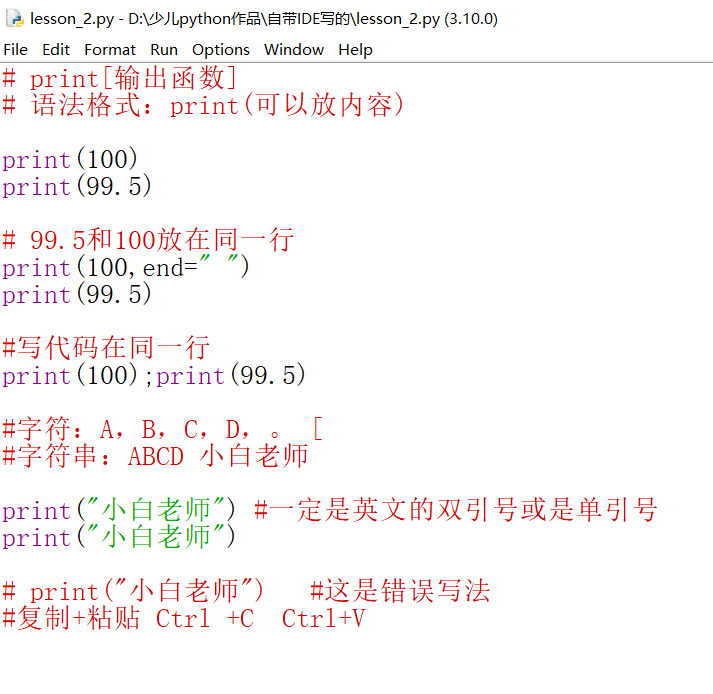 lesson_2.py - D:\少儿python作品\自带IDE写的\lesson_2.py (3.10.0)
File Edit Format Run Options Window Help
# print[输出函数]
# 语法格式：print(可以放内容)
print(100)
print(99.5)
# 99.5和100放在同一行
print(100,end=" ")
print(99.5)
#写代码在同一行
print(100);print(99.5)
#字符：A，B，C，D，。 [
#字符串：ABCD 小白老师
print("小白老师") #一定是英文的双引号或是单引号
print("小白老师")
# print("小白老师")   #这是错误写法
#复制+粘贴 Ctrl +C  Ctrl+V